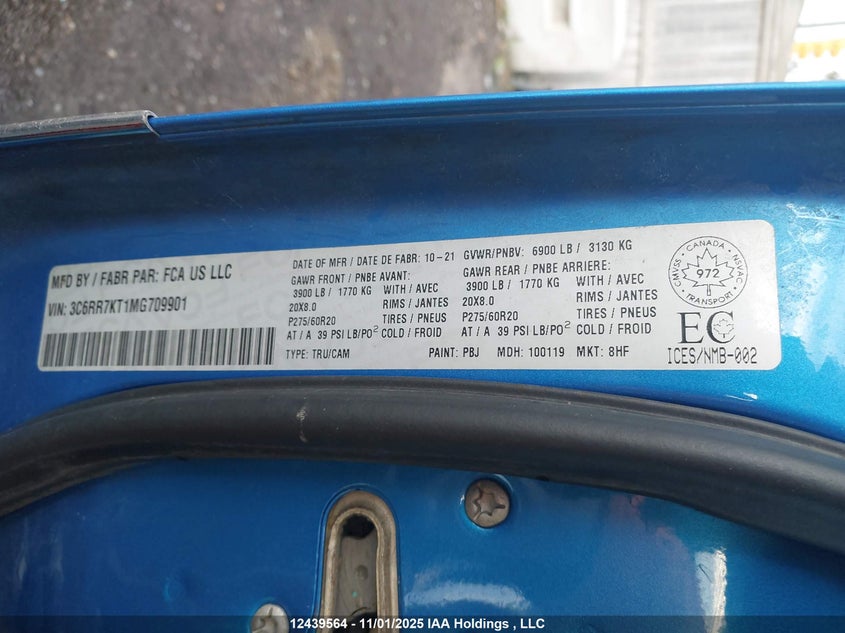 MFD BY / FABR PAR: FCA US LLC
VIN: 3C6RR7KT1MG709901
DATE OF MFR / DATE DE FABR: 10-21 GVWR/PNBV: 6900 LB / 3130 KG
GAWR FRONT / PNBE AVANT:
3900 LB / 1770 KG WITH / AVEC
20X8.0 RIMS / JANTES
P275/60R20 TIRES / PNEUS
AT / A 39 PSI LB/PO² COLD / FROID
GAWR REAR / PNBE ARRIERE:
3900 LB / 1770 KG WITH / AVEC
20X8.0 RIMS / JANTES
P275/60R20 TIRES / PNEUS
AT / A 39 PSI LB/PO² COLD / FROID
TYPE: TRU/CAM PAINT: PBJ MDH: 100119 MKT: 8HF
CANADA
CMVSS 972 NSVAC
TRANSPORT
EC
ICES/NMB-002
12439564 - 11/01/2025 IAA Holdings , LLC